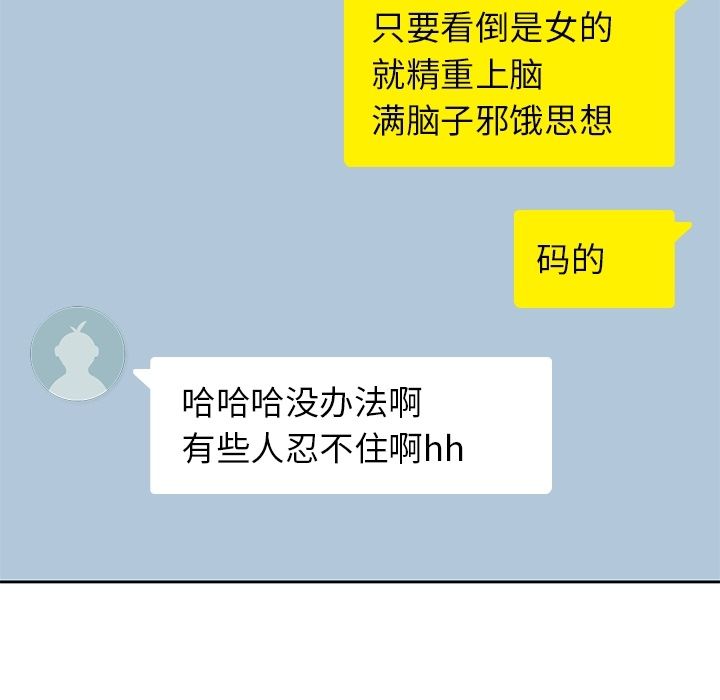 只要看倒是女的
就精重上脑
满脑子邪饿思想
码的
哈哈哈没办法啊
有些人忍不住啊hh